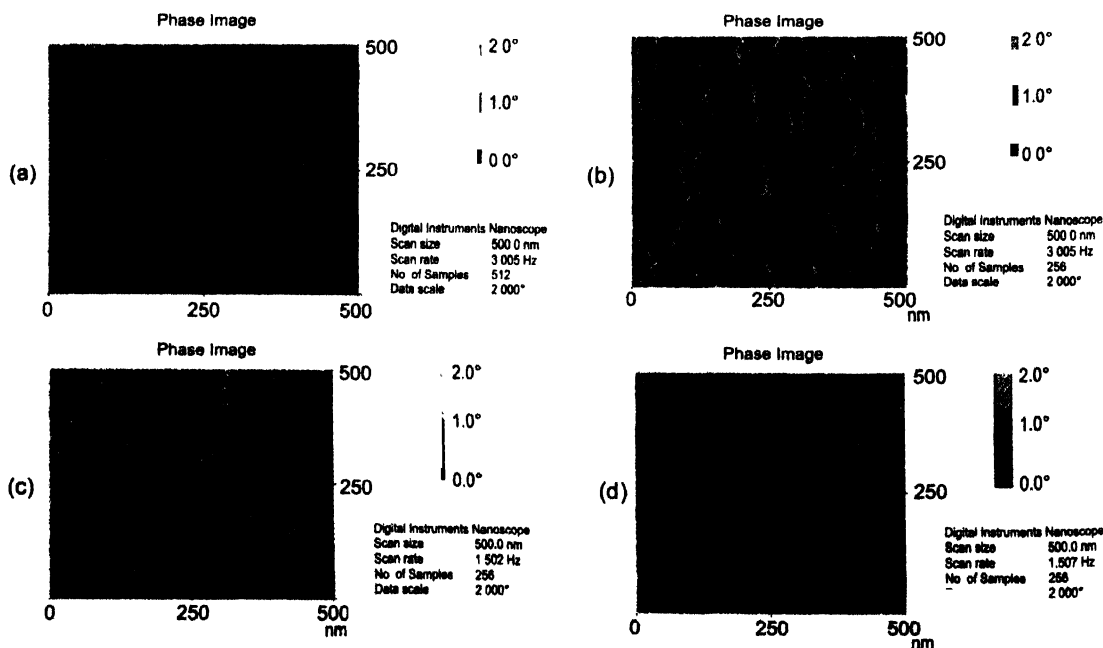 Phase Image
500
2 0°
1.0°
0 0°
250
(a)
Digital Instruments Nanoscope
Scan size 500 0 nm
Scan rate 3 005 Hz
No of Samples 512
Data scale 2 000°
0 250 500
Phase Image
500
2 0°
1.0°
0 0°
250
(b)
Digital Instruments Nanoscope
Scan size 500 0 nm
Scan rate 3 005 Hz
No of Samples 256
Data scale 2 000°
0 250 500
nm
Phase Image
500
2.0°
1.0°
0.0°
250
(c)
Digital Instruments Nanoscope
Scan size 500.0 nm
Scan rate 1 502 Hz
No of Samples 256
Data scale 2 000°
0 250 500
nm
Phase Image
500
2.0°
1.0°
0.0°
250
(d)
Digital Instruments Nanoscope
Scan size 500.0 nm
Scan rate 1.507 Hz
No of Samples 256
2 000°
0 250 500
nm